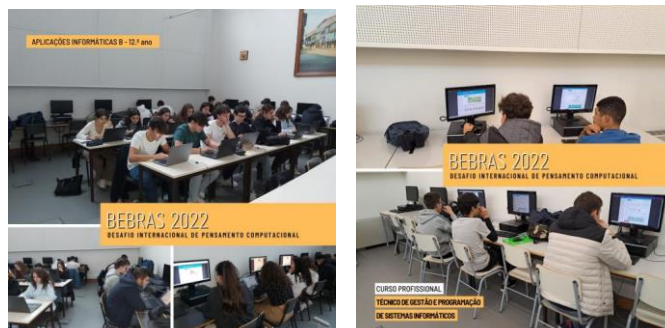 APLICAÇÕES INFORMÁTICAS B - 12.º ano
BEBRAS 2022
DESAFIO INTERNACIONAL DE PENSAMENTO COMPUTACIONAL
BEBRAS 2022
DESAFIO INTERNACIONAL DE PENSAMENTO COMPUTACIONAL
CURSO PROFISSIONAL
TÉCNICO DE GESTÃO E PROGRAMAÇÃO
DE SISTEMAS INFORMÁTICOS